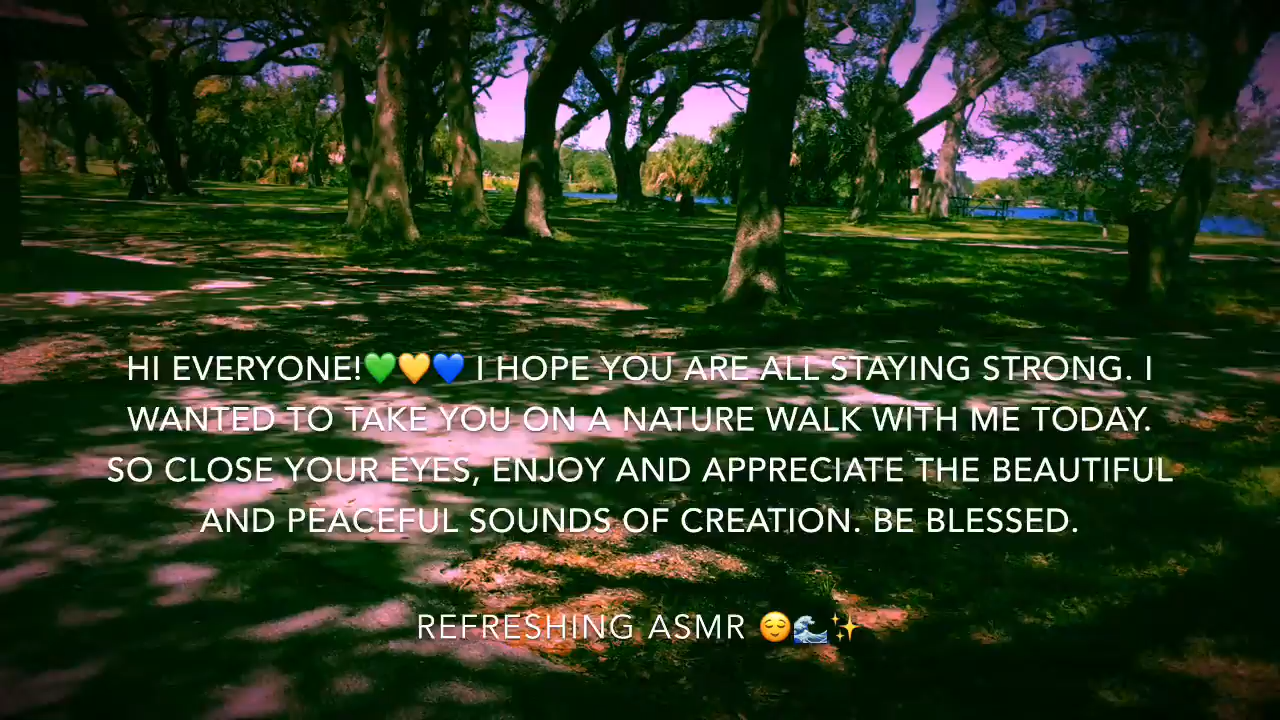 HI EVERYONE!💚💛💙 I HOPE YOU ARE ALL STAYING STRONG. I
WANTED TO TAKE YOU ON A NATURE WALK WITH ME TODAY.
SO CLOSE YOUR EYES, ENJOY AND APPRECIATE THE BEAUTIFUL
AND PEACEFUL SOUNDS OF CREATION. BE BLESSED.
REFRESHING ASMR 😌🌊✨